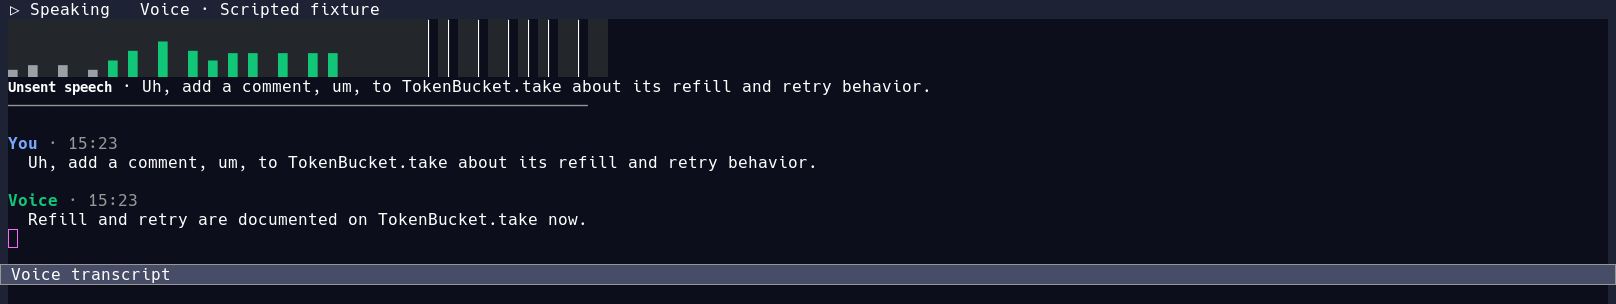 ▷ Speaking   Voice · Scripted fixture
Unsent speech · Uh, add a comment, um, to TokenBucket.take about its refill and retry behavior.
You · 15:23
Uh, add a comment, um, to TokenBucket.take about its refill and retry behavior.
Voice · 15:23
Refill and retry are documented on TokenBucket.take now.
Voice transcript